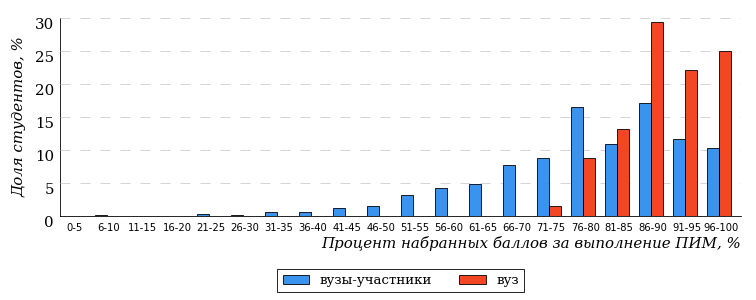 Доля студентов, %
30
25
20
15
10
5
0
0-5 6-10 11-15 16-20 21-25 26-30 31-35 36-40 41-45 46-50 51-55 56-60 61-65 66-70 71-75 76-80 81-85 86-90 91-95 96-100
Процент набранных баллов за выполнение ПИМ, %
вузы-участники вуз